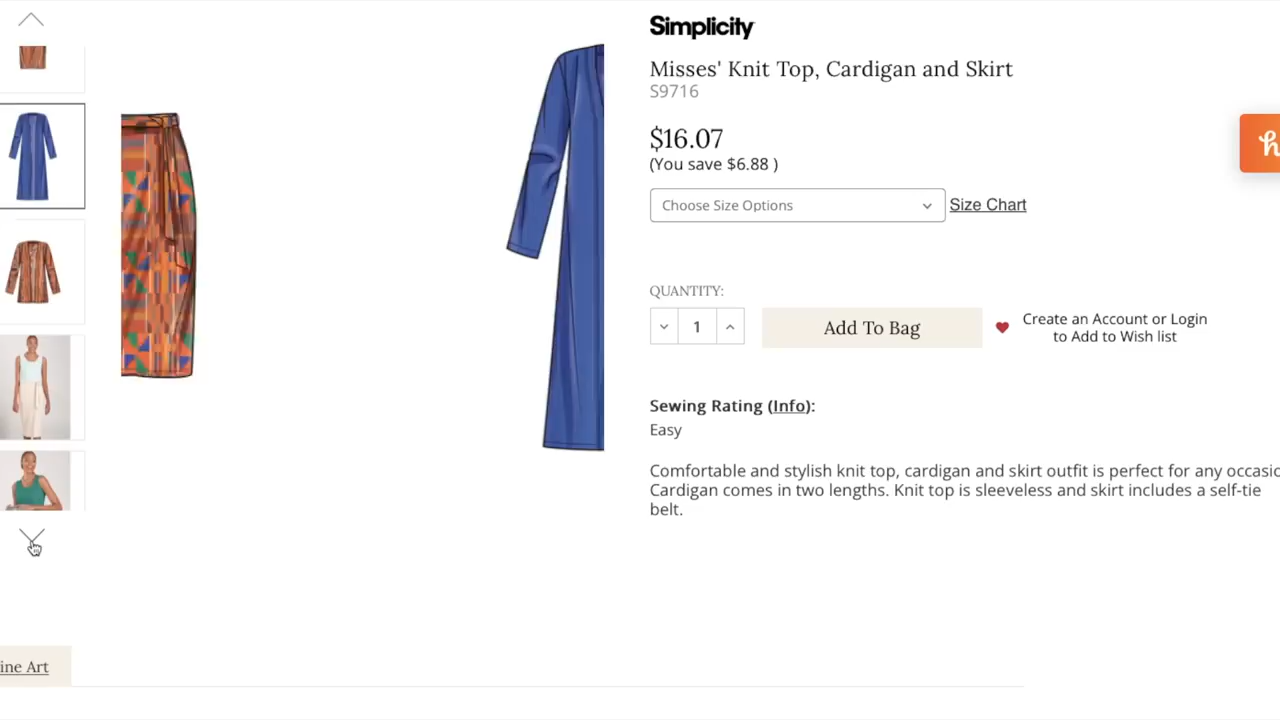 Simplicity
Misses' Knit Top, Cardigan and Skirt
S9716
$16.07
(You save $6.88 )
Choose Size Options
Size Chart
QUANTITY:
1
Add To Bag
Create an Account or Login
to Add to Wish list
Sewing Rating (Info):
Easy
Comfortable and stylish knit top, cardigan and skirt outfit is perfect for any occasio
Cardigan comes in two lengths. Knit top is sleeveless and skirt includes a self-tie
belt.
ine Art
h